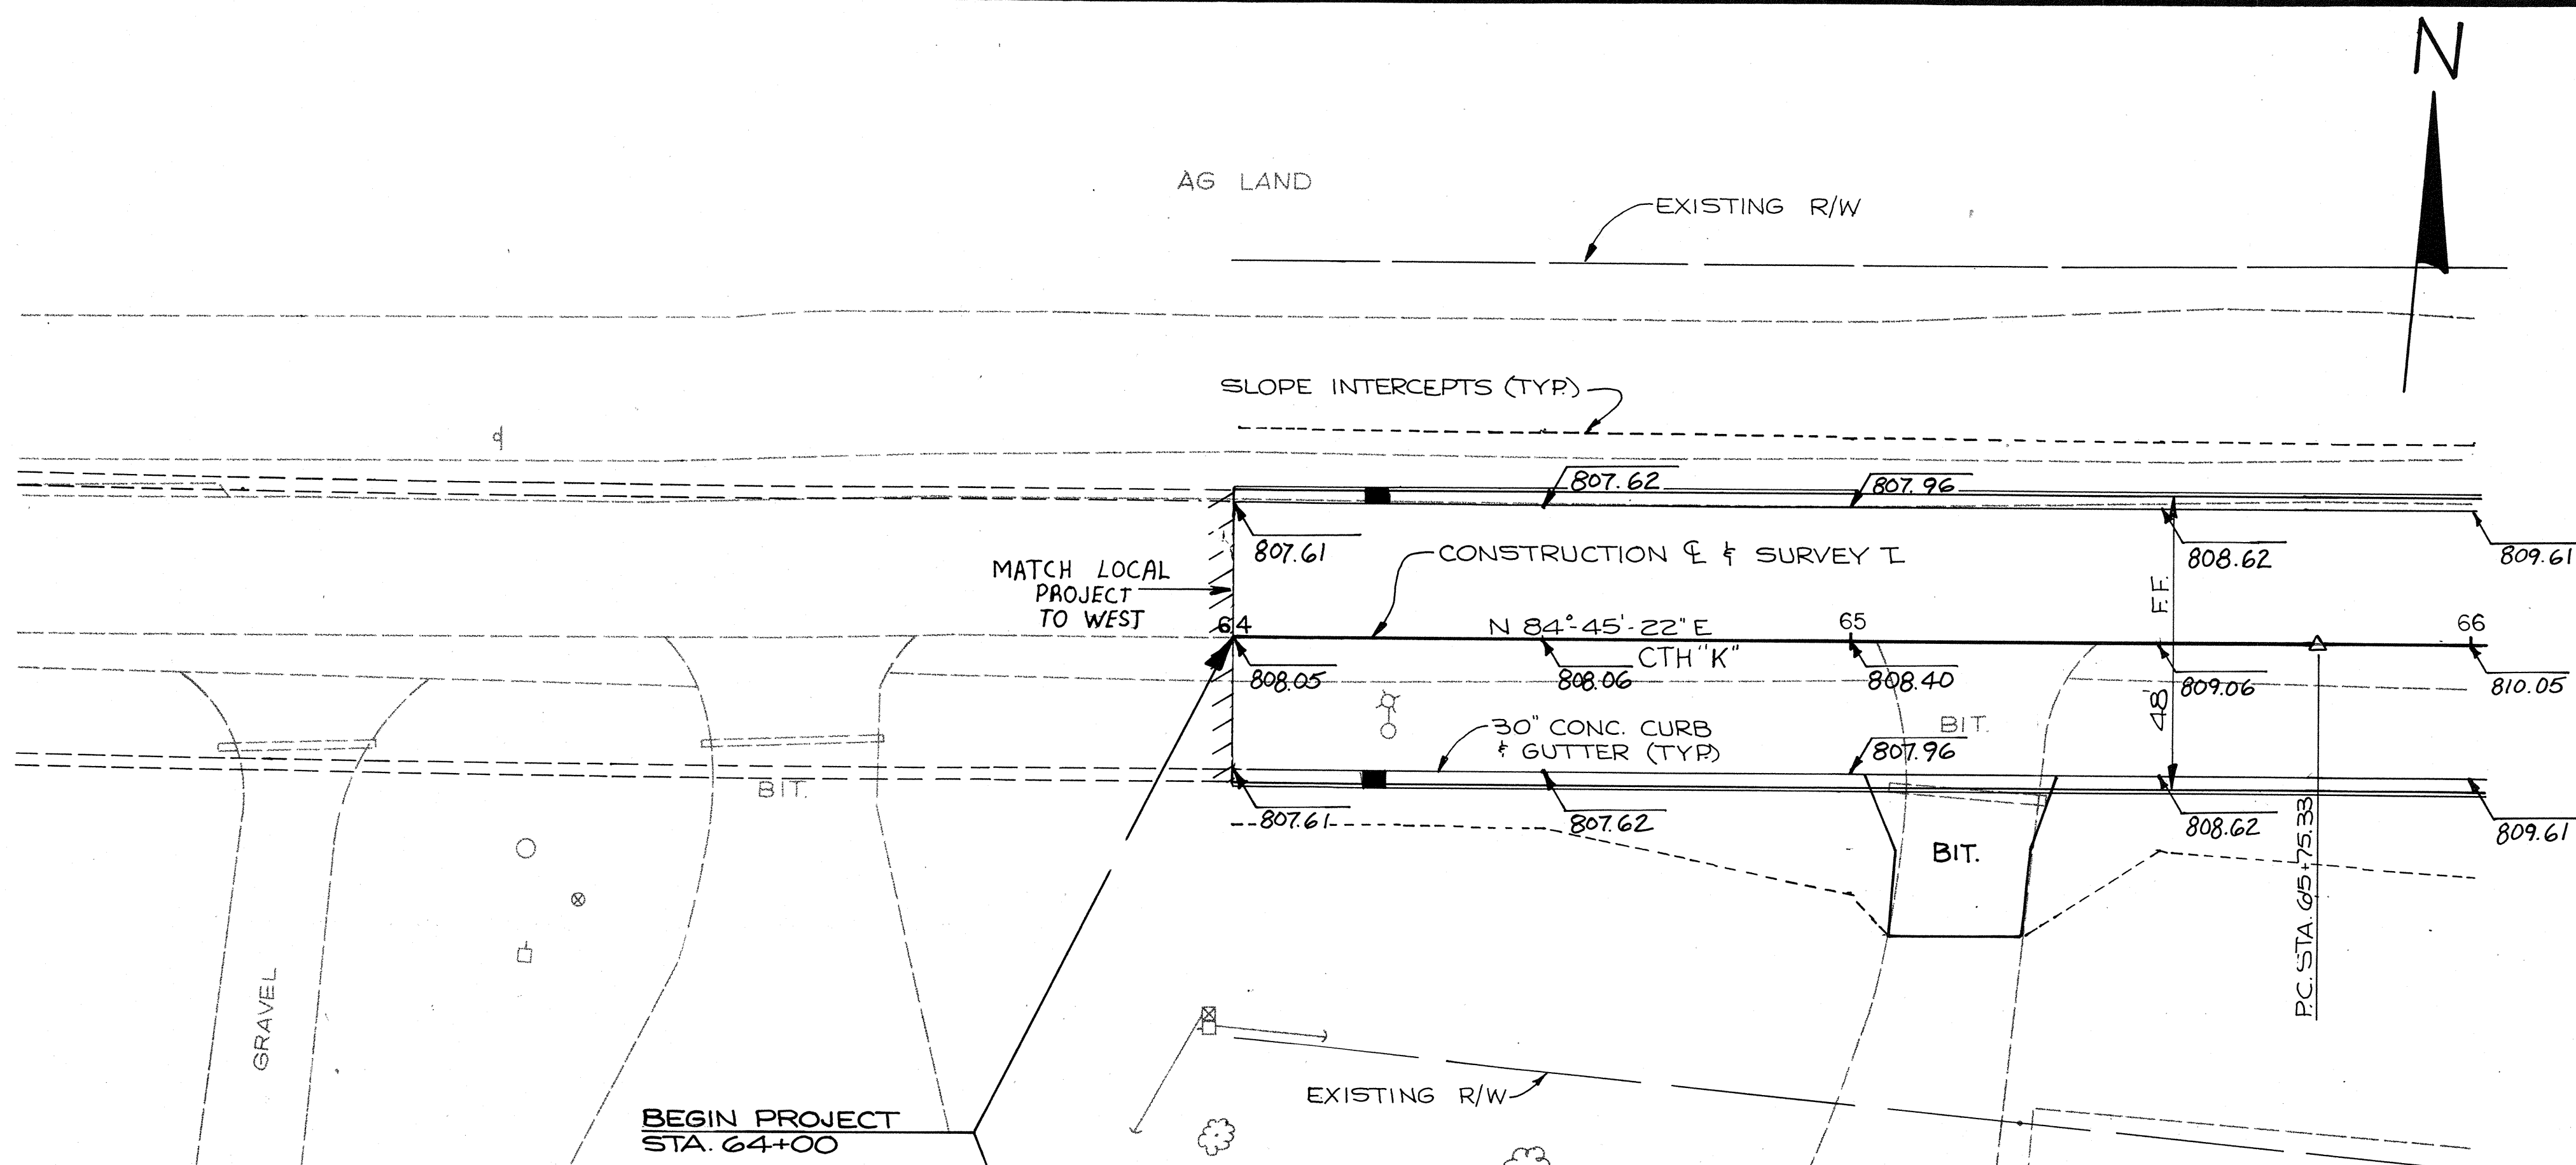 N
AG LAND
EXISTING R/W
SLOPE INTERCEPTS (TYP.)
807.62
807.96
807.61
CONSTRUCTION ℄ & SURVEY
808.62
809.61
MATCH LOCAL
PROJECT
TO WEST
F.F.
64
N 84°-45'-22" E
65
66
CTH "K"
808.05
808.06
808.40
809.06
810.05
48'
30" CONC. CURB
& GUTTER (TYP.)
BIT.
807.96
BIT.
807.61
807.62
808.62
809.61
BIT.
P.C. STA. 65+75.33
GRAVEL
EXISTING R/W
BEGIN PROJECT
STA. 64+00